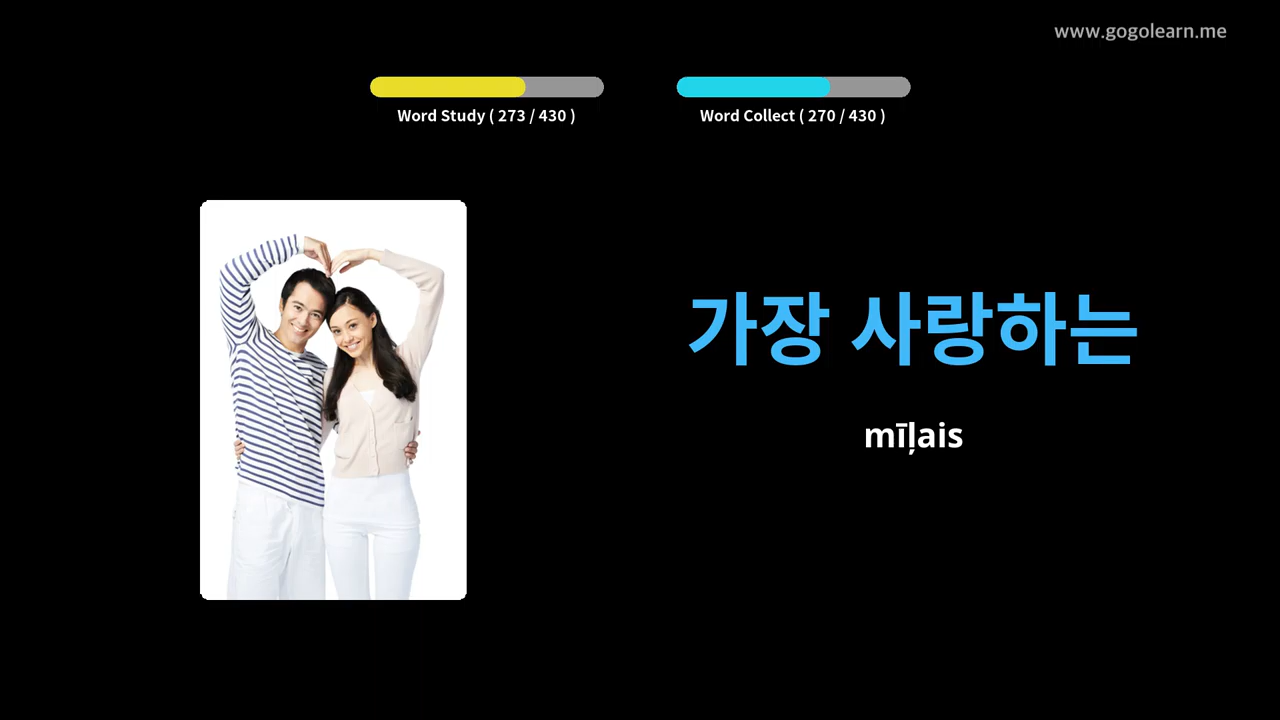 www.gogolearn.me
Word Study ( 273 / 430 )
Word Collect ( 270 / 430 )
가장 사랑하는
mīļais